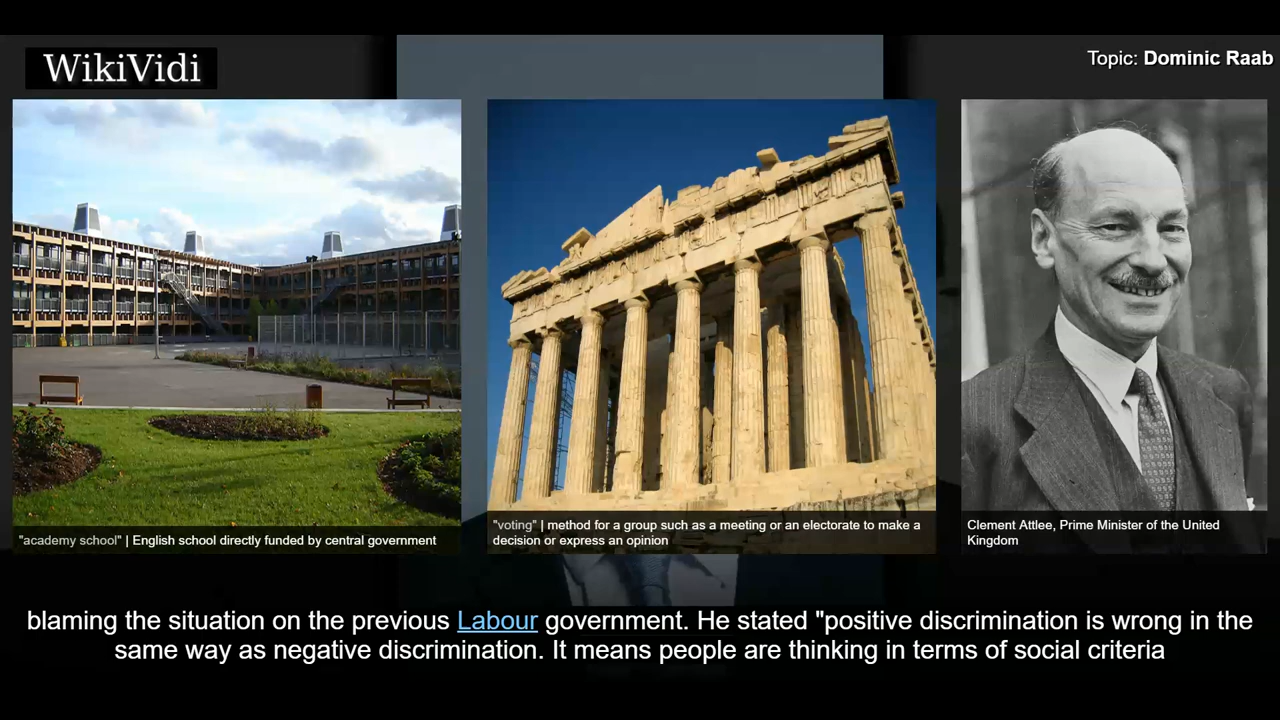 WikiVidi
Topic: Dominic Raab
"academy school" | English school directly funded by central government
"voting" | method for a group such as a meeting or an electorate to make a
decision or express an opinion
Clement Attlee, Prime Minister of the United
Kingdom
blaming the situation on the previous Labour government. He stated "positive discrimination is wrong in the
same way as negative discrimination. It means people are thinking in terms of social criteria